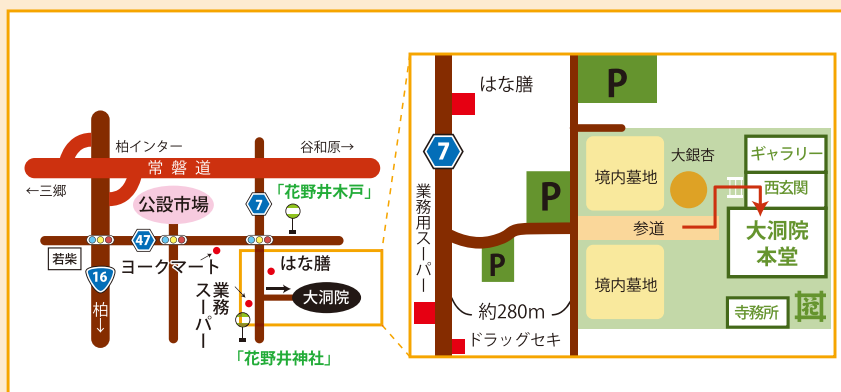 柏インター
谷和原→
常磐道
←三郷
公設市場
7
「花野井木戸」
47
若柴
ヨークマート
はな膳
16
柏→
業務
スーパー
大洞院
「花野井神社」
はな膳
P
7
業務用スーパー
P
P
境内墓地
大銀杏
ギャラリー
西玄関
参道
大洞院
本堂
境内墓地
約280m
寺務所
ドラッグセキ